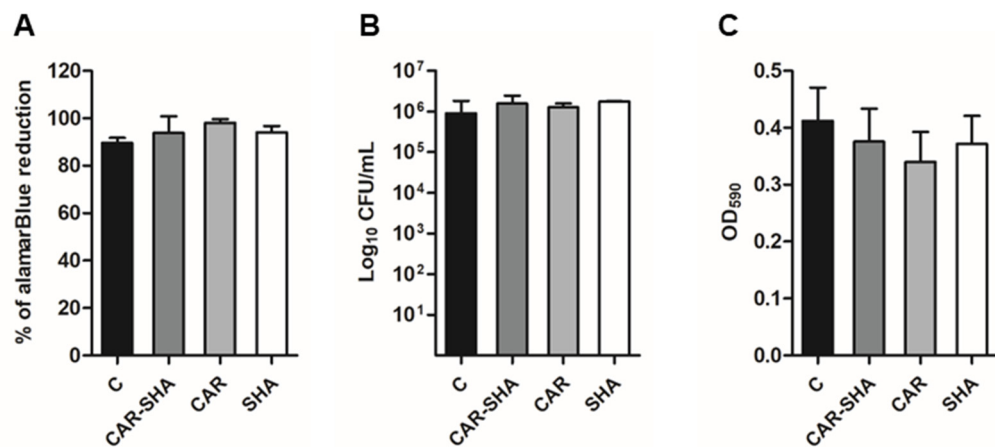 A
% of alamarBlue reduction
120
100
80
60
40
20
0
C
CAR-SHA
CAR
SHA
B
Log₁₀ CFU/mL
10⁷
10⁶
10⁵
10⁴
10³
10²
10¹
C
CAR-SHA
CAR
SHA
C
OD₅₉₀
0.5
0.4
0.3
0.2
0.1
0.0
C
CAR-SHA
CAR
SHA